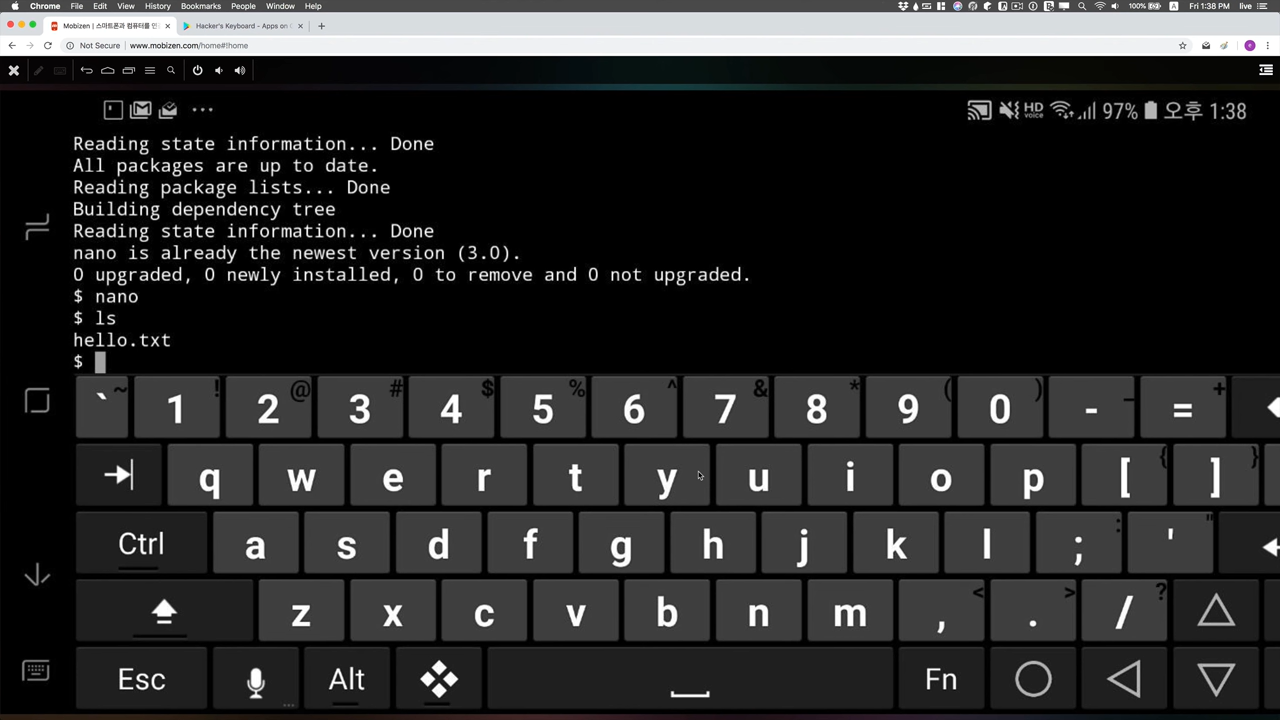 Chrome File Edit View History Bookmarks People Window Help
100% Fri 1:38 PM live
Mobizen | 스마트폰과 컴퓨터를 인
Hacker's Keyboard - Apps on
Not Secure www.mobizen.com/home#!home
... HD voice 97% 오후 1:38
Reading state information... Done
All packages are up to date.
Reading package lists... Done
Building dependency tree
Reading state information... Done
nano is already the newest version (3.0).
0 upgraded, 0 newly installed, 0 to remove and 0 not upgraded.
$ nano
$ ls
hello.txt
$
` ~ 1 ! 2 @ 3 # 4 $ 5 % 6 ^ 7 & 8 * 9 ( 0 ) - _ = +
q w e r t y u i o p [ { ] }
Ctrl a s d f g h j k l ; : ' "
z x c v b n m , < . > / ?
Esc ... Alt Fn